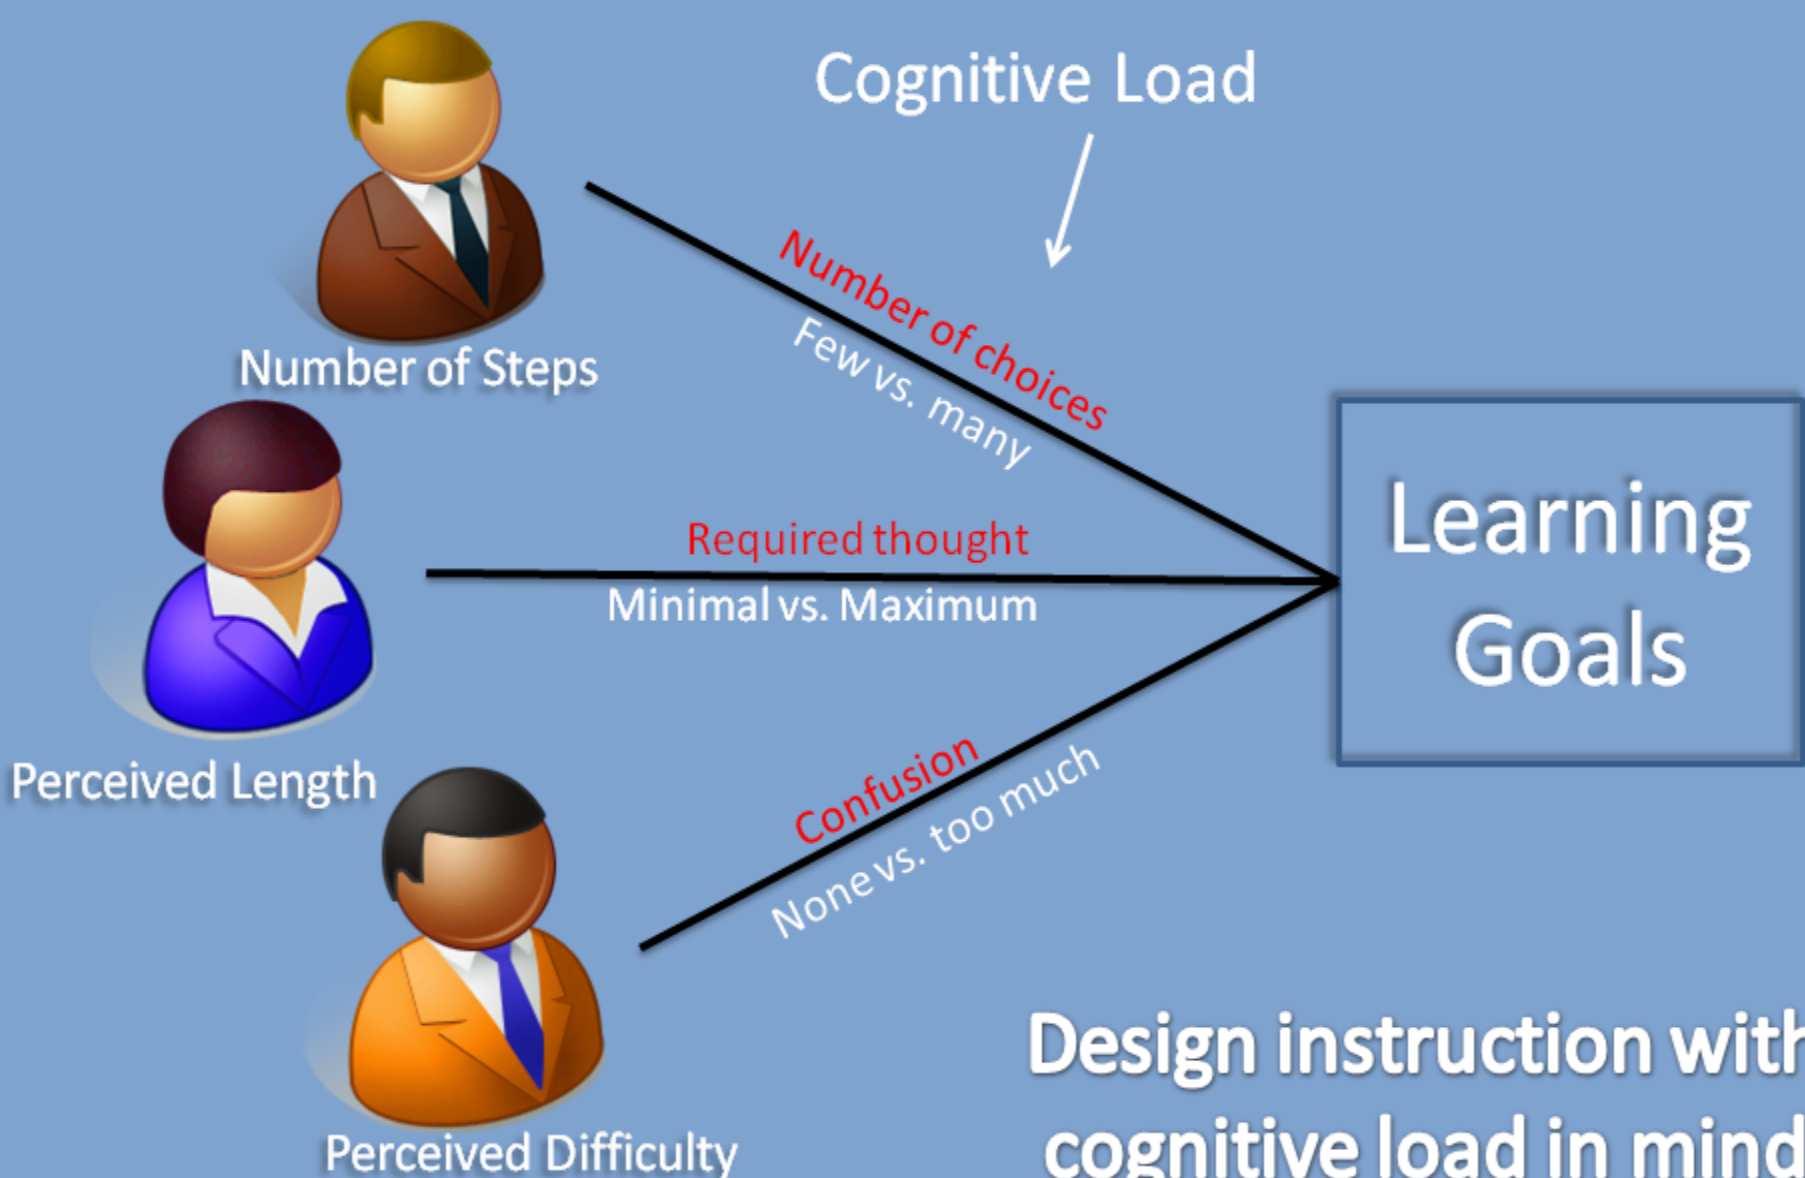 Cognitive Load
Number of choices
Few vs. many
Number of Steps
Required thought
Minimal vs. Maximum
Learning
Goals
Perceived Length
Confusion
None vs. too much
Perceived Difficulty
Design instruction with
cognitive load in mind